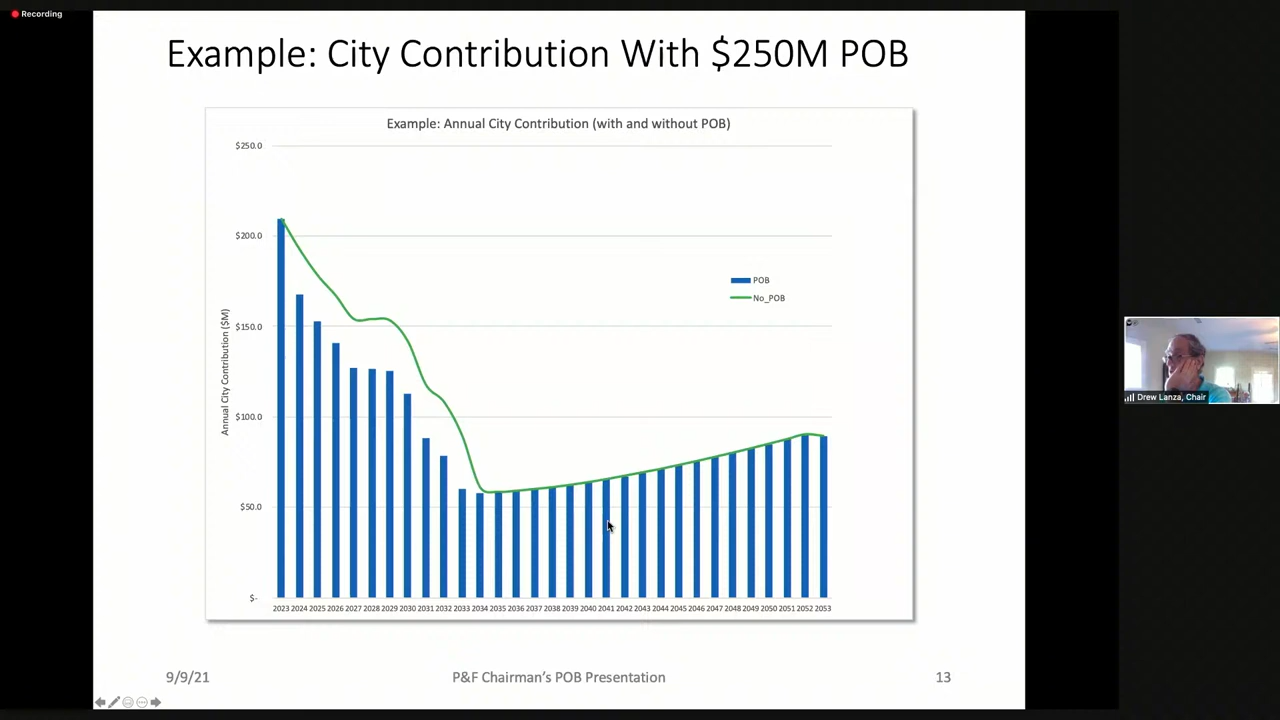 Recording
Example: City Contribution With $250M POB
Example: Annual City Contribution (with and without POB)
$250.0
$200.0
$150.0
$100.0
$50.0
$-
Annual City Contribution ($M)
POB
No_POB
2023 2024 2025 2026 2027 2028 2029 2030 2031 2032 2033 2034 2035 2036 2037 2038 2039 2040 2041 2042 2043 2044 2045 2046 2047 2048 2049 2050 2051 2052 2053
Drew Lanza, Chair
9/9/21
P&F Chairman's POB Presentation
13